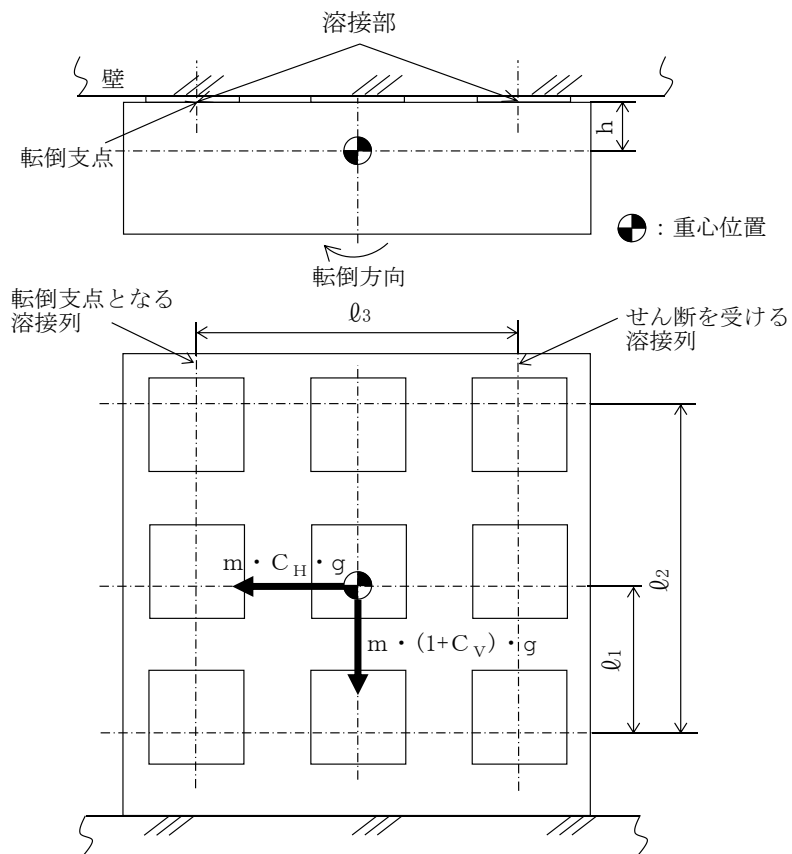 溶接部
壁
h
転倒支点
：重心位置
転倒方向
転倒支点となる
溶接列
ℓ3
せん断を受ける
溶接列
m・CH・g
ℓ2
m・(1+CV)・g
ℓ1